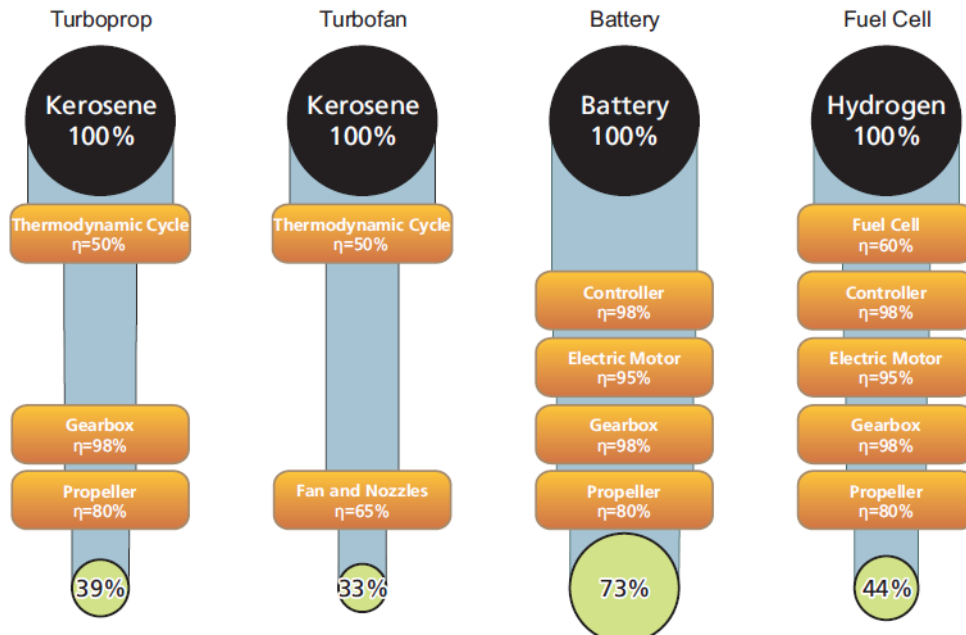 Turboprop
Turbofan
Battery
Fuel Cell
Kerosene
100%
Kerosene
100%
Battery
100%
Hydrogen
100%
Thermodynamic Cycle
η=50%
Thermodynamic Cycle
η=50%
Fuel Cell
η=60%
Controller
η=98%
Controller
η=98%
Electric Motor
η=95%
Electric Motor
η=95%
Gearbox
η=98%
Gearbox
η=98%
Gearbox
η=98%
Propeller
η=80%
Fan and Nozzles
η=65%
Propeller
η=80%
Propeller
η=80%
39%
33%
73%
44%